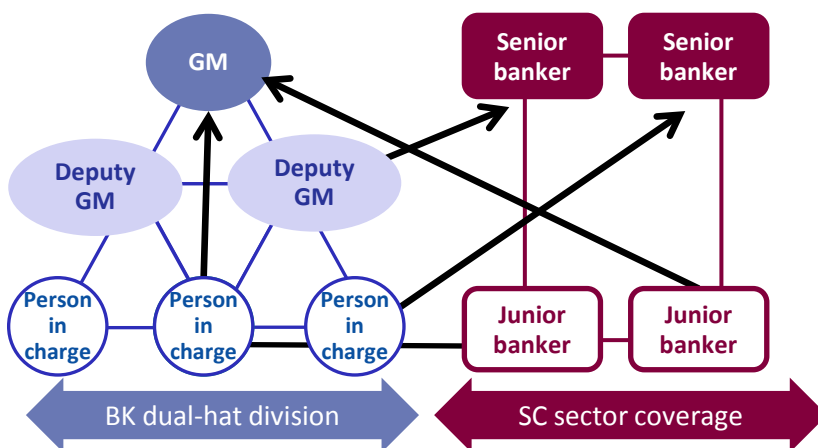 GM
Senior
banker
Senior
banker
Deputy
GM
Deputy
GM
Person
in
charge
Person
in
charge
Person
in
charge
Junior
banker
Junior
banker
BK dual-hat division
SC sector coverage